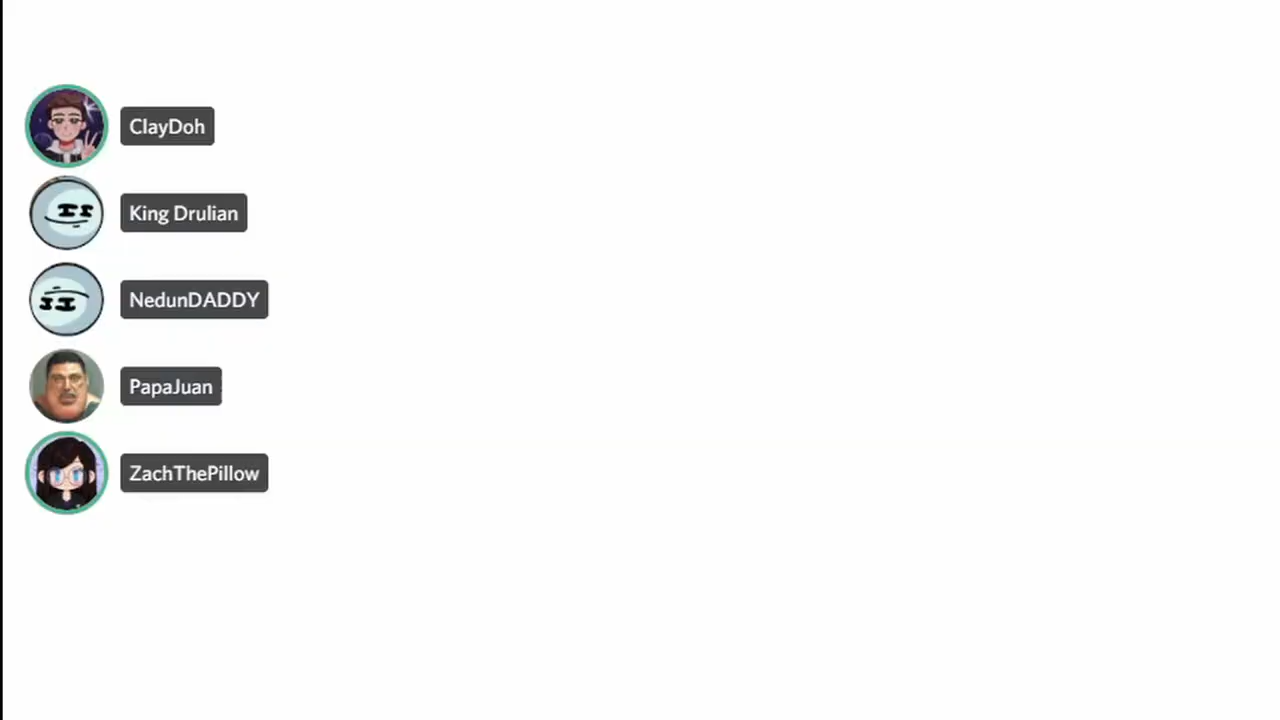 ClayDoh
King Drulian
NedunDADDY
PapaJuan
ZachThePillow